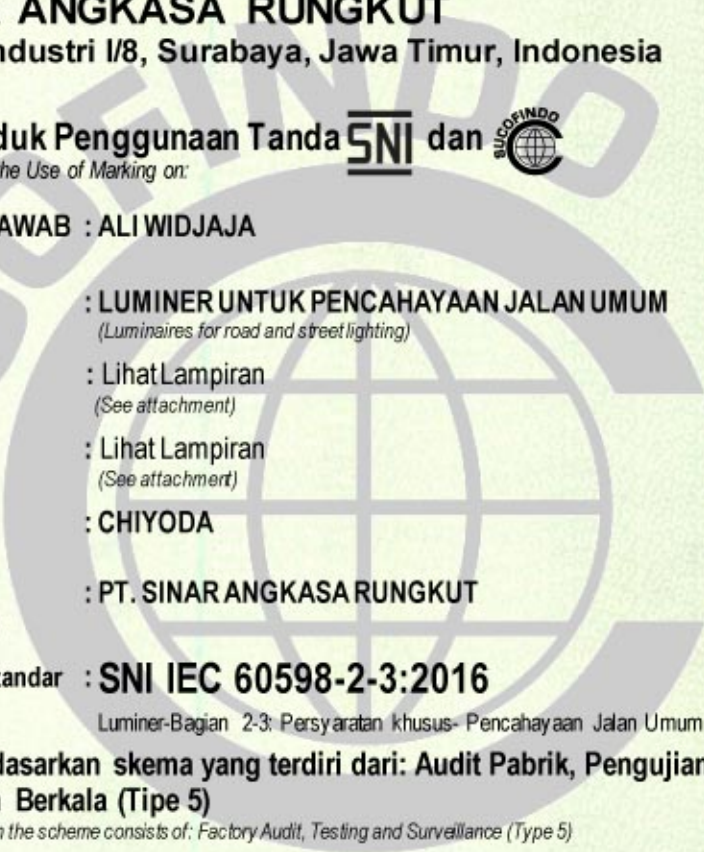 ANGKASA RUNGKUT
ndustri I/8, Surabaya, Jawa Timur, Indonesia
duk Penggunaan Tanda SNI dan SUCOFINDO
the Use of Marking on:
AWAB : ALI WIDJAJA
: LUMINER UNTUK PENCAHAYAAN JALAN UMUM
(Luminaires for road and street lighting)
: Lihat Lampiran
(See attachment)
: Lihat Lampiran
(See attachment)
: CHIYODA
: PT. SINAR ANGKASA RUNGKUT
tandar : SNI IEC 60598-2-3:2016
Luminer-Bagian 2-3: Persyaratan khusus- Pencahayaan Jalan Umum
dasarkan skema yang terdiri dari: Audit Pabrik, Pengujian
Berkala (Tipe 5)
n the scheme consists of: Factory Audit, Testing and Surveillance (Type 5)
OFINDO